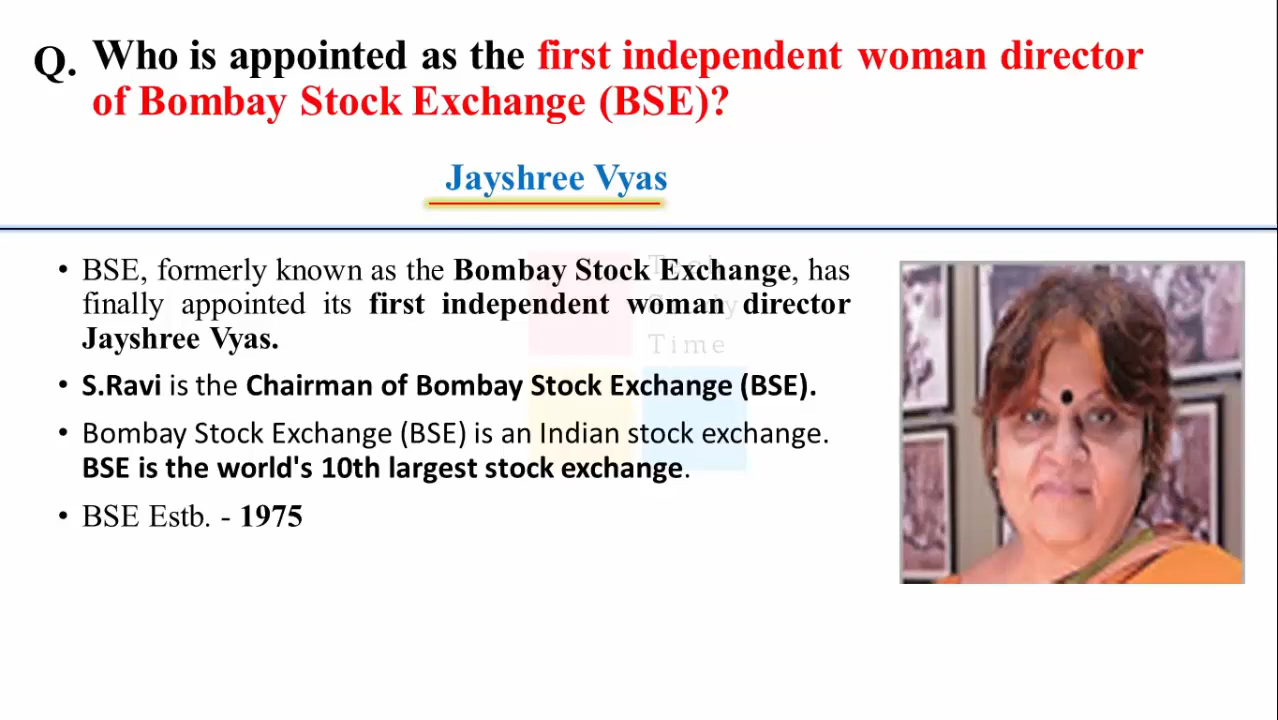 Q. Who is appointed as the first independent woman director
of Bombay Stock Exchange (BSE)?
Jayshree Vyas
• BSE, formerly known as the Bombay Stock Exchange, has
finally appointed its first independent woman director
Jayshree Vyas.
• S.Ravi is the Chairman of Bombay Stock Exchange (BSE).
• Bombay Stock Exchange (BSE) is an Indian stock exchange.
BSE is the world's 10th largest stock exchange.
• BSE Estb. - 1975
Time